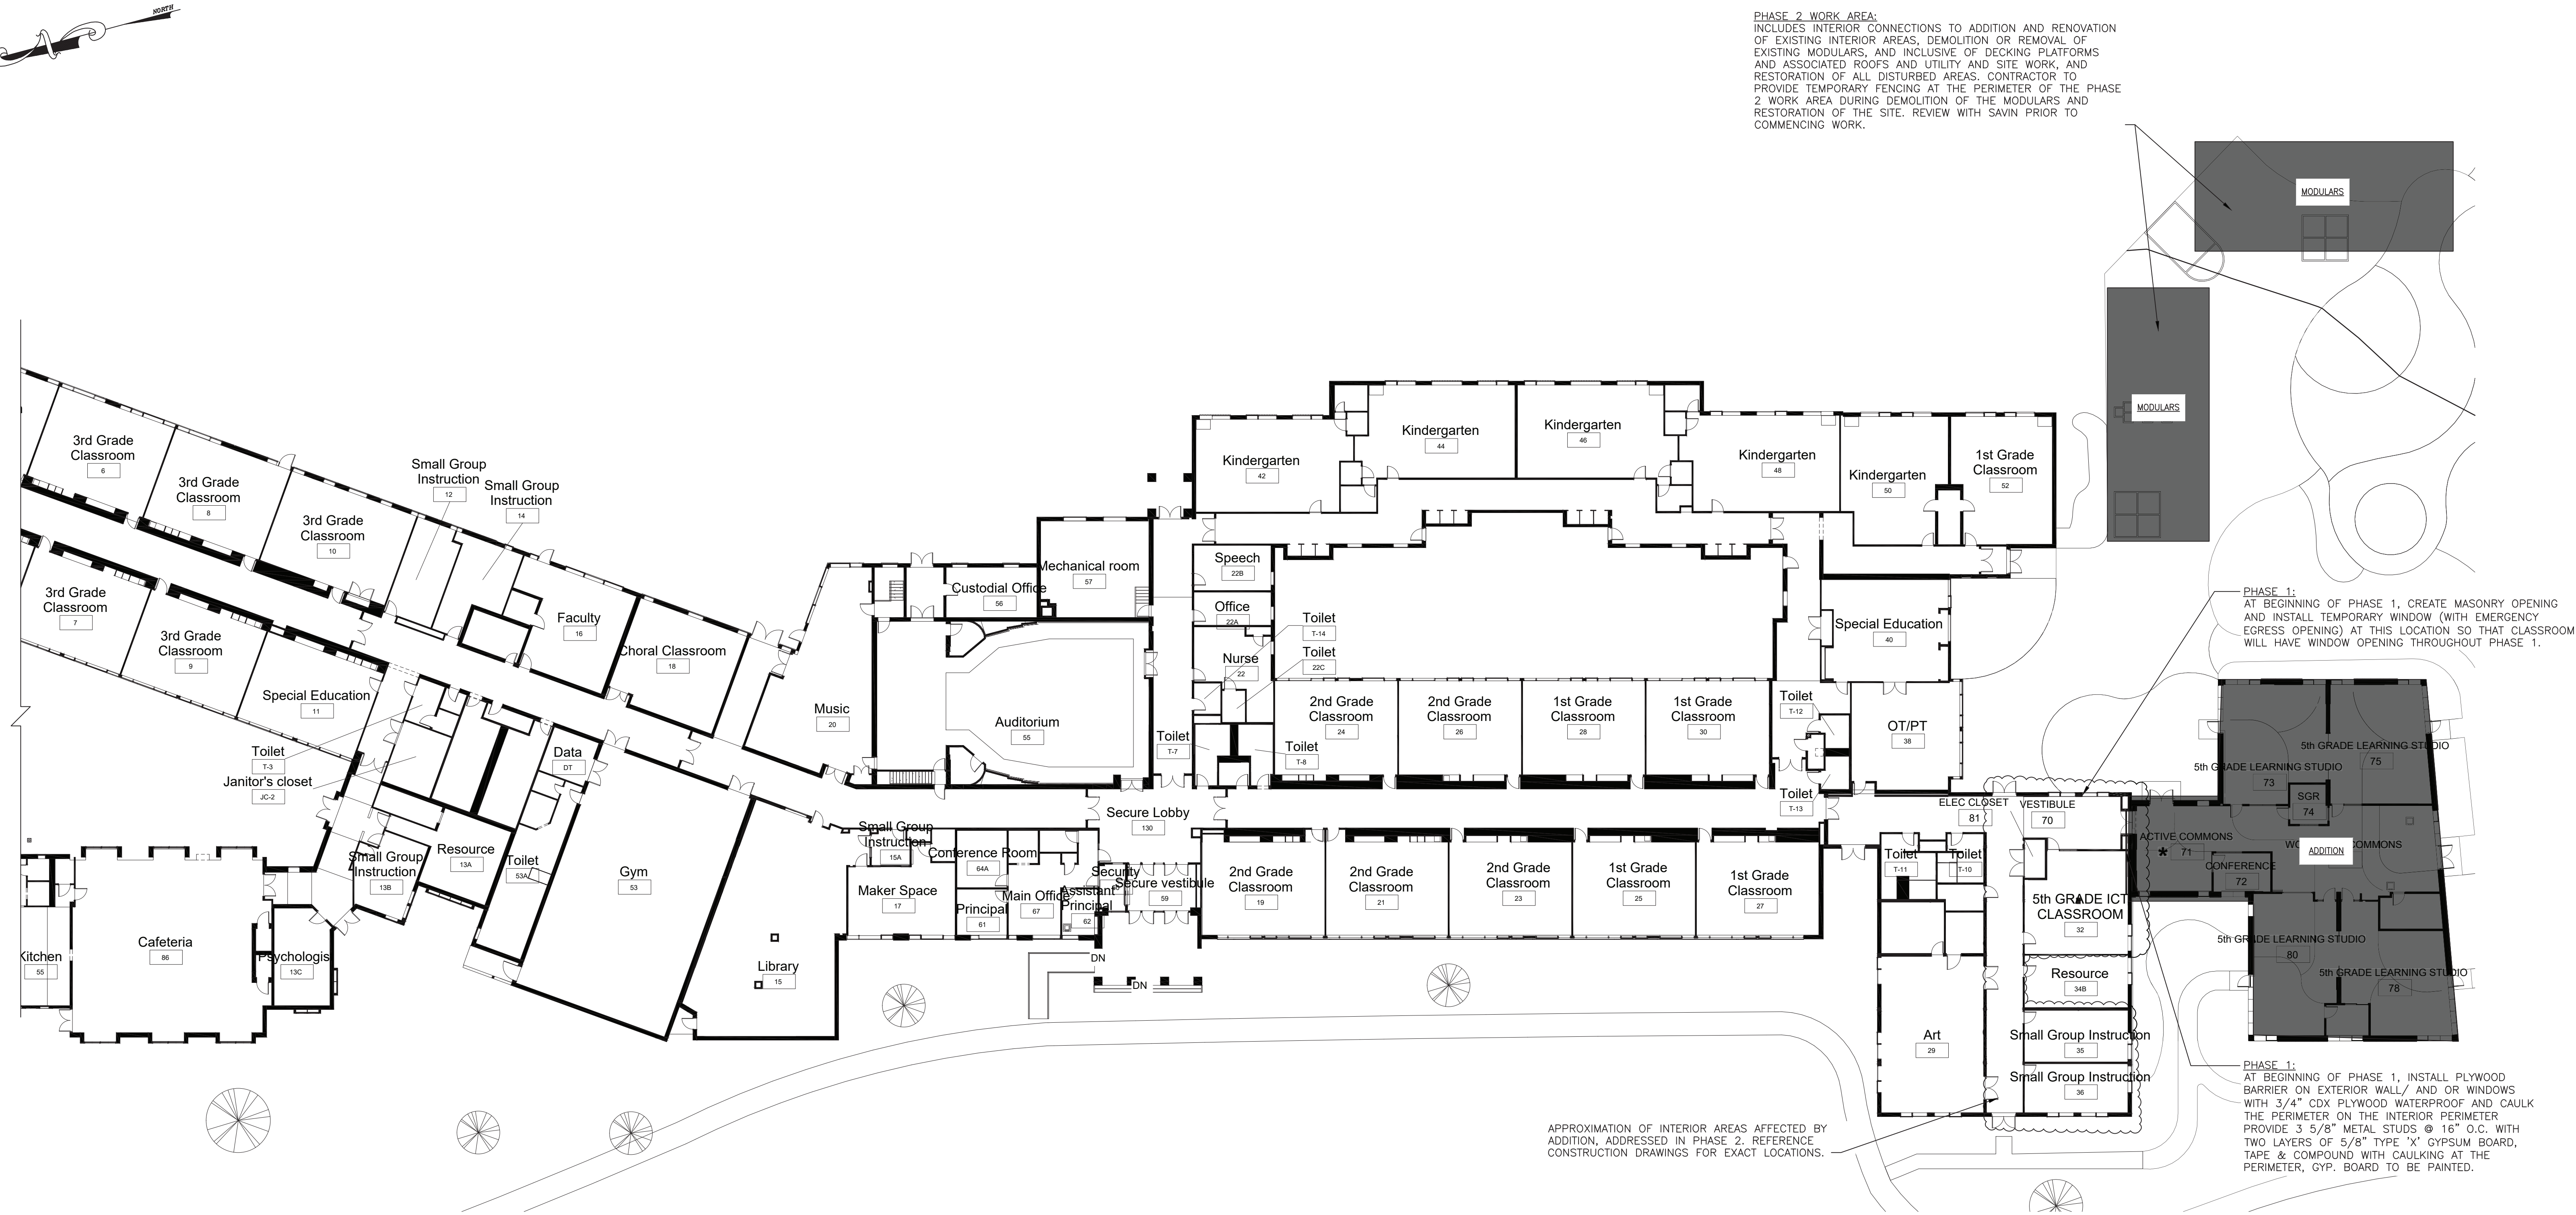 NORTH
PHASE 2 WORK AREA:
INCLUDES INTERIOR CONNECTIONS TO ADDITION AND RENOVATION
OF EXISTING INTERIOR AREAS, DEMOLITION OR REMOVAL OF
EXISTING MODULARS, AND INCLUSIVE OF DECKING PLATFORMS
AND ASSOCIATED ROOFS AND UTILITY AND SITE WORK, AND
RESTORATION OF ALL DISTURBED AREAS. CONTRACTOR TO
PROVIDE TEMPORARY FENCING AT THE PERIMETER OF THE PHASE
2 WORK AREA DURING DEMOLITION OF THE MODULARS AND
RESTORATION OF THE SITE. REVIEW WITH SAVIN PRIOR TO
COMMENCING WORK.
MODULARS
MODULARS
3rd Grade
Classroom
6
3rd Grade
Classroom
8
3rd Grade
Classroom
10
Small Group
Instruction
12
Small Group
Instruction
14
3rd Grade
Classroom
7
3rd Grade
Classroom
9
Special Education
11
Faculty
16
Choral Classroom
18
Music
20
Custodial Office
56
Mechanical room
57
Auditorium
55
Kindergarten
42
Kindergarten
44
Kindergarten
46
Kindergarten
48
Kindergarten
50
1st Grade
Classroom
52
Speech
22B
Office
22A
Nurse
22
Toilet
T-14
Toilet
22C
Toilet
T-7
Toilet
T-8
2nd Grade
Classroom
24
2nd Grade
Classroom
26
1st Grade
Classroom
28
1st Grade
Classroom
30
Toilet
T-12
Toilet
T-13
Special Education
40
OT/PT
38
PHASE 1:
AT BEGINNING OF PHASE 1, CREATE MASONRY OPENING
AND INSTALL TEMPORARY WINDOW (WITH EMERGENCY
EGRESS OPENING) AT THIS LOCATION SO THAT CLASSROOM
WILL HAVE WINDOW OPENING THROUGHOUT PHASE 1.
Toilet
T-3
Janitor's closet
JC-2
Data
DT
Resource
13A
Small Group
Instruction
13B
Toilet
53A
Psychologis
13C
Cafeteria
86
Kitchen
55
Gym
53
Library
15
Small Group
Instruction
15A
Maker Space
17
Conference Room
64A
Principal
61
Main Office
67
Assistant
Principal
62
Security
Secure vestibule
59
Secure Lobby
130
DN
DN
2nd Grade
Classroom
19
2nd Grade
Classroom
21
2nd Grade
Classroom
23
1st Grade
Classroom
25
1st Grade
Classroom
27
Toilet
T-11
Toilet
T-10
ELEC CLOSET
81
VESTIBULE
70
5th GRADE ICT
CLASSROOM
32
Resource
34B
Small Group Instruction
35
Small Group Instruction
36
Art
29
5th GRADE LEARNING STUDIO
75
5th GRADE LEARNING STUDIO
73
SGR
74
ACTIVE COMMONS
*
71
COMMONS
ADDITION
CONFERENCE
72
5th GRADE LEARNING STUDIO
80
5th GRADE LEARNING STUDIO
78
PHASE 1:
AT BEGINNING OF PHASE 1, INSTALL PLYWOOD
BARRIER ON EXTERIOR WALL/ AND OR WINDOWS
WITH 3/4" CDX PLYWOOD WATERPROOF AND CAULK
THE PERIMETER ON THE INTERIOR PERIMETER
PROVIDE 3 5/8" METAL STUDS @ 16" O.C. WITH
TWO LAYERS OF 5/8" TYPE 'X' GYPSUM BOARD,
TAPE & COMPOUND WITH CAULKING AT THE
PERIMETER, GYP. BOARD TO BE PAINTED.
APPROXIMATION OF INTERIOR AREAS AFFECTED BY
ADDITION, ADDRESSED IN PHASE 2. REFERENCE
CONSTRUCTION DRAWINGS FOR EXACT LOCATIONS.